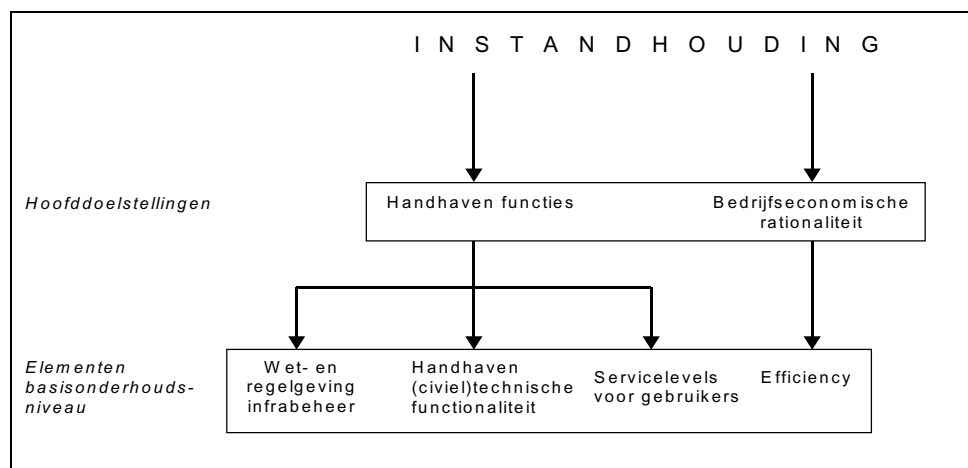 INSTANDHOUDING
Hoofddoelstellingen
Handhaven functies
Bedrijfseconomische
rationaliteit
Elementen
basisonderhouds-
niveau
Wet- en
regelgeving
infrabeheer
Handhaven
(civiel)technische
functionaliteit
Servicelevels
voor gebruikers
Efficiency